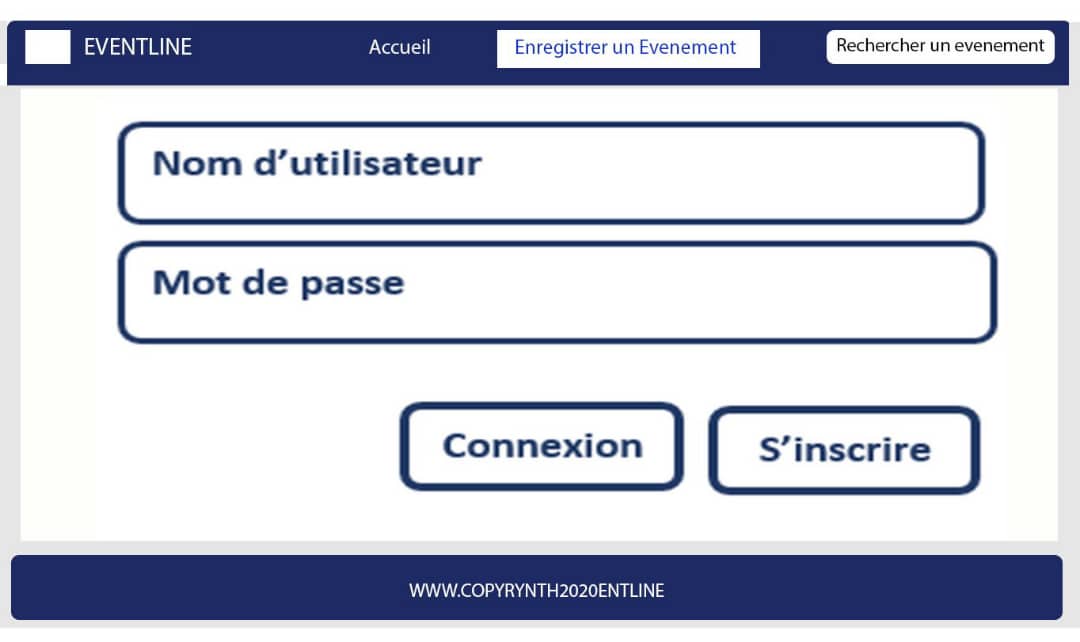 EVENTLINE Accueil Enregistrer un Evenement Rechercher un evenement
Nom d’utilisateur
Mot de passe
Connexion S’inscrire
WWW.COPYRYNTH2020ENTLINE